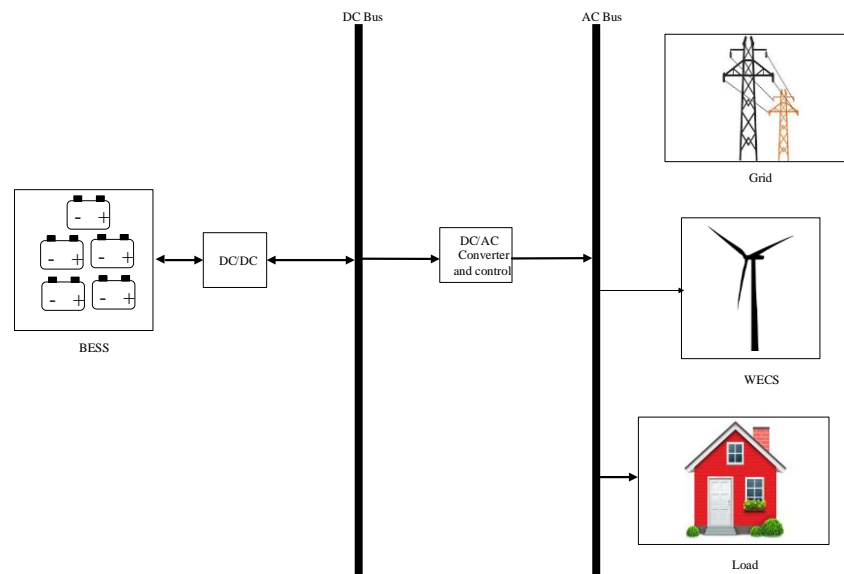 DC Bus
AC Bus
Grid
- +
- +
- +
- +
- +
BESS
DC/DC
DC/AC
Converter
and control
WECS
Load